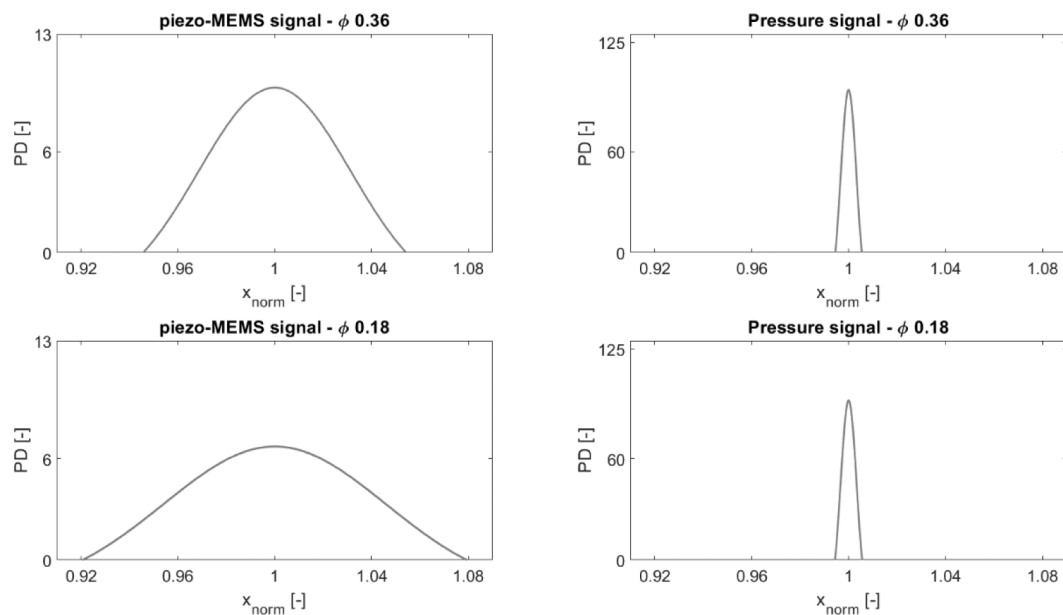 piezo-MEMS signal - ϕ 0.36
13
6
0
PD [-]
0.92 0.96 1 1.04 1.08
x_norm [-]
Pressure signal - ϕ 0.36
125
60
0
PD [-]
0.92 0.96 1 1.04 1.08
x_norm [-]
piezo-MEMS signal - ϕ 0.18
13
6
0
PD [-]
0.92 0.96 1 1.04 1.08
x_norm [-]
Pressure signal - ϕ 0.18
125
60
0
PD [-]
0.92 0.96 1 1.04 1.08
x_norm [-]